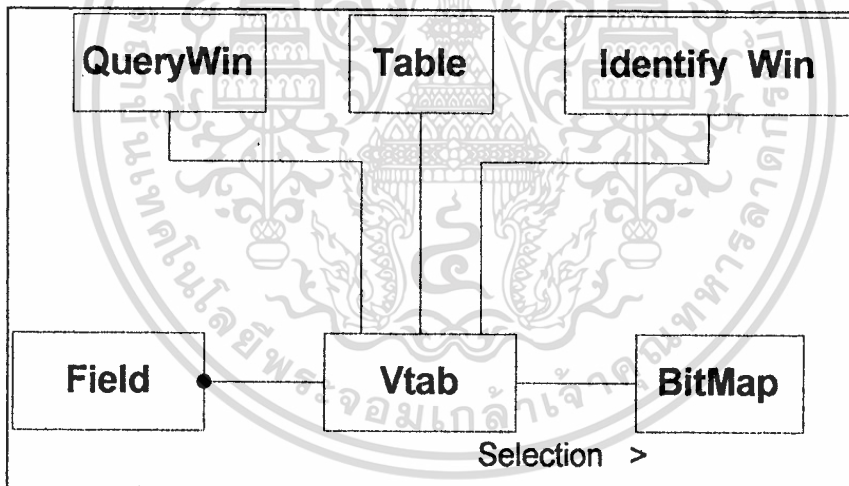 QueryWin
Table
Identify Win
Field
Vtab
BitMap
Selection >